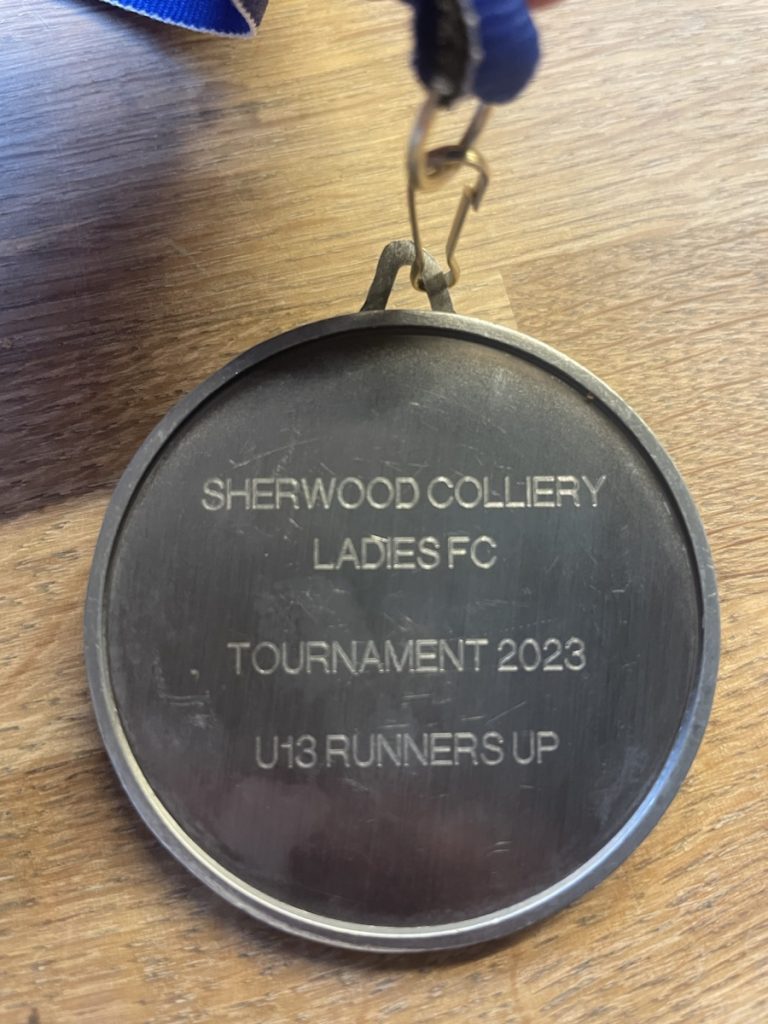 SHERWOOD COLLIERY
LADIES FC
TOURNAMENT 2023
U13 RUNNERS UP